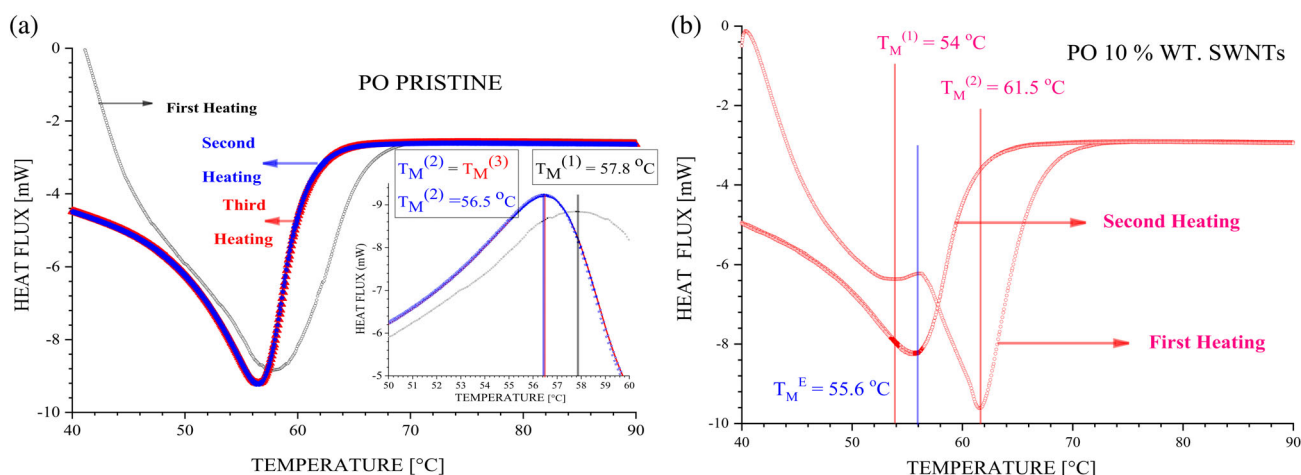 (a)
PO PRISTINE
First Heating
Second
Heating
Third
Heating
T_M^(2) = T_M^(3)
T_M^(2) =56.5 °C
T_M^(1) = 57.8 °C
HEAT FLUX [mW]
0
-2
-4
-6
-8
-10
40
50
60
70
80
90
TEMPERATURE [°C]
HEAT FLUX (mW)
-9
-8
-7
-6
-5
50
51
52
53
54
55
56
57
58
59
60
TEMPERATURE [°C]
(b)
T_M^(1) = 54 °C
PO 10 % WT. SWNTs
T_M^(2) = 61.5 °C
Second Heating
First Heating
T_M^E = 55.6 °C
HEAT FLUX [mW]
0
-2
-4
-6
-8
-10
40
50
60
70
80
90
TEMPERATURE [°C]